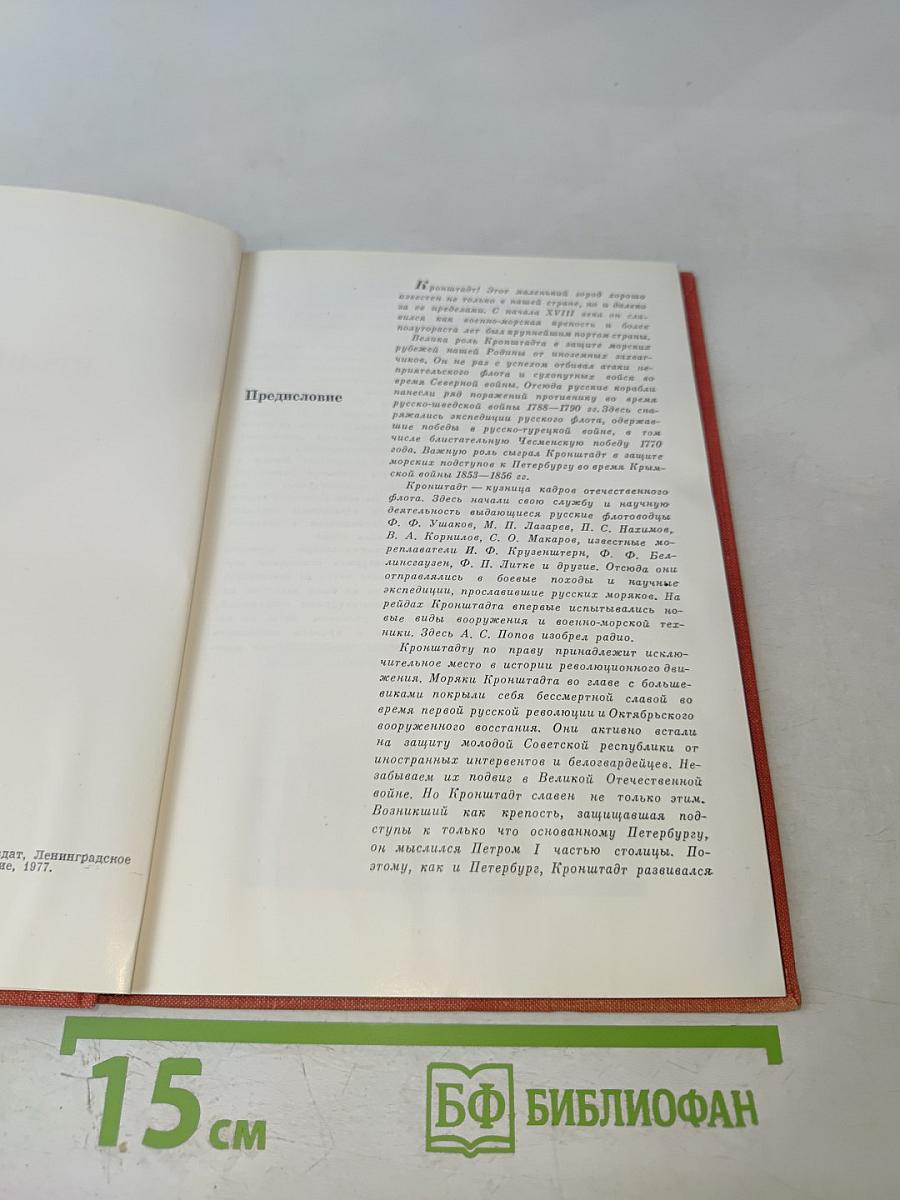 дат, Ленинградское
ие, 1977.
Предисловие
Кронштадт! Этот маленький город хорошо
известен не только в нашей стране, но и далеко
за ее пределами. С начала XVIII века он сла-
вился как военно-морская крепость и более
полутораста лет был крупнейшим портом страны.
Велика роль Кронштадта в защите морских
рубежей нашей Родины от иноземных захват-
чиков. Он не раз с успехом отбивал атаки не-
приятельского флота и сухопутных войск во
время Северной войны. Отсюда русские корабли
нанесли ряд поражений противнику во время
русско-шведской войны 1788—1790 гг. Здесь сна-
ряжались экспедиции русского флота, одержав-
шие победы в русско-турецкой войне, в том
числе блистательную Чесменскую победу 1770
года. Важную роль сыграл Кронштадт в защите
морских подступов к Петербургу во время Крым-
ской войны 1853—1856 гг.
Кронштадт — кузница кадров отечественного
флота. Здесь начали свою службу и научную
деятельность выдающиеся русские флотоводцы
Ф. Ф. Ушаков, М. П. Лазарев, П. С. Нахимов,
В. А. Корнилов, С. О. Макаров, известные мо-
реплаватели И. Ф. Крузенштерн, Ф. Ф. Бел-
линсгаузен, Ф. П. Литке и другие. Отсюда они
отправлялись в боевые походы и научные
экспедиции, прославившие русских моряков. На
рейдах Кронштадта впервые испытывались но-
вые виды вооружения и военно-морской тех-
ники. Здесь А. С. Попов изобрел радио.
Кронштадту по праву принадлежит исклю-
чительное место в истории революционного дви-
жения. Моряки Кронштадта во главе с больше-
виками покрыли себя бессмертной славой во
время первой русской революции и Октябрьского
вооруженного восстания. Они активно встали
на защиту молодой Советской республики от
иностранных интервентов и белогвардейцев. Не-
забываем их подвиг в Великой Отечественной
войне. Но Кронштадт славен не только этим.
Возникший как крепость, защищавшая под-
ступы к только что основанному Петербургу,
он мыслился Петром I частью столицы. По-
этому, как и Петербург, Кронштадт развивался
15 см
БФ БИБЛИОФАН